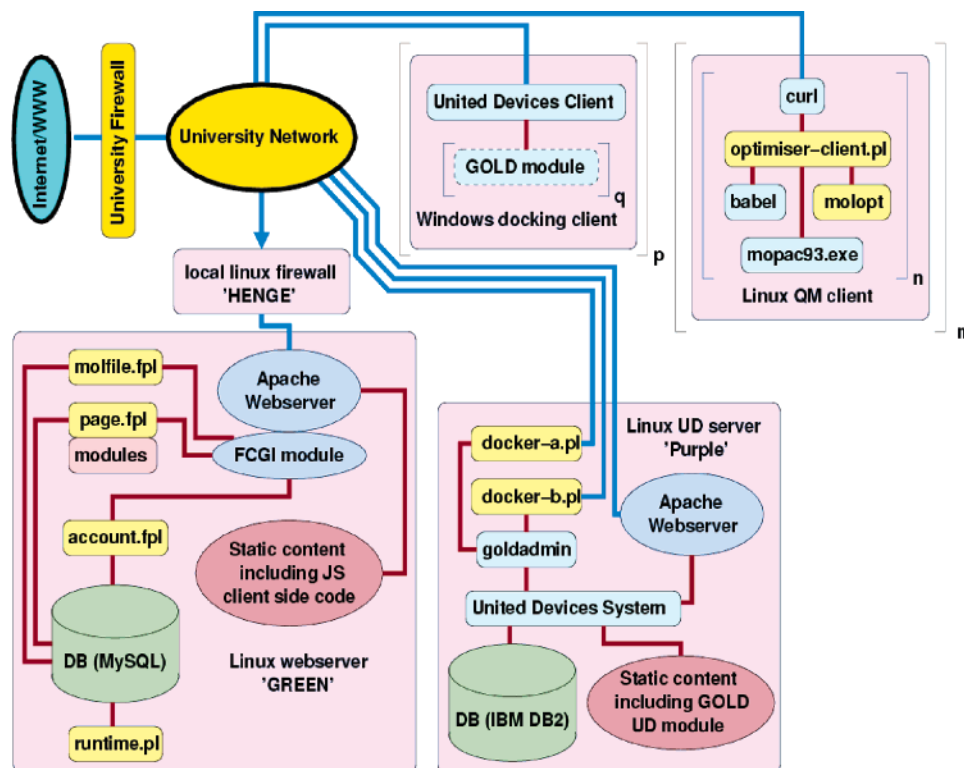 Internet/WWW
University Firewall
University Network
United Devices Client
GOLD module
q
Windows docking client
p
curl
optimiser–client.pl
babel
molopt
mopac93.exe
n
Linux QM client
local linux firewall
'HENGE'
molfile.fpl
page.fpl
modules
Apache
Webserver
FCGI module
account.fpl
Static content
including JS
client side code
DB (MySQL)
Linux webserver
'GREEN'
runtime.pl
docker–a.pl
Linux UD server
'Purple'
docker–b.pl
Apache
Webserver
goldadmin
United Devices System
DB (IBM DB2)
Static content
including GOLD
UD module